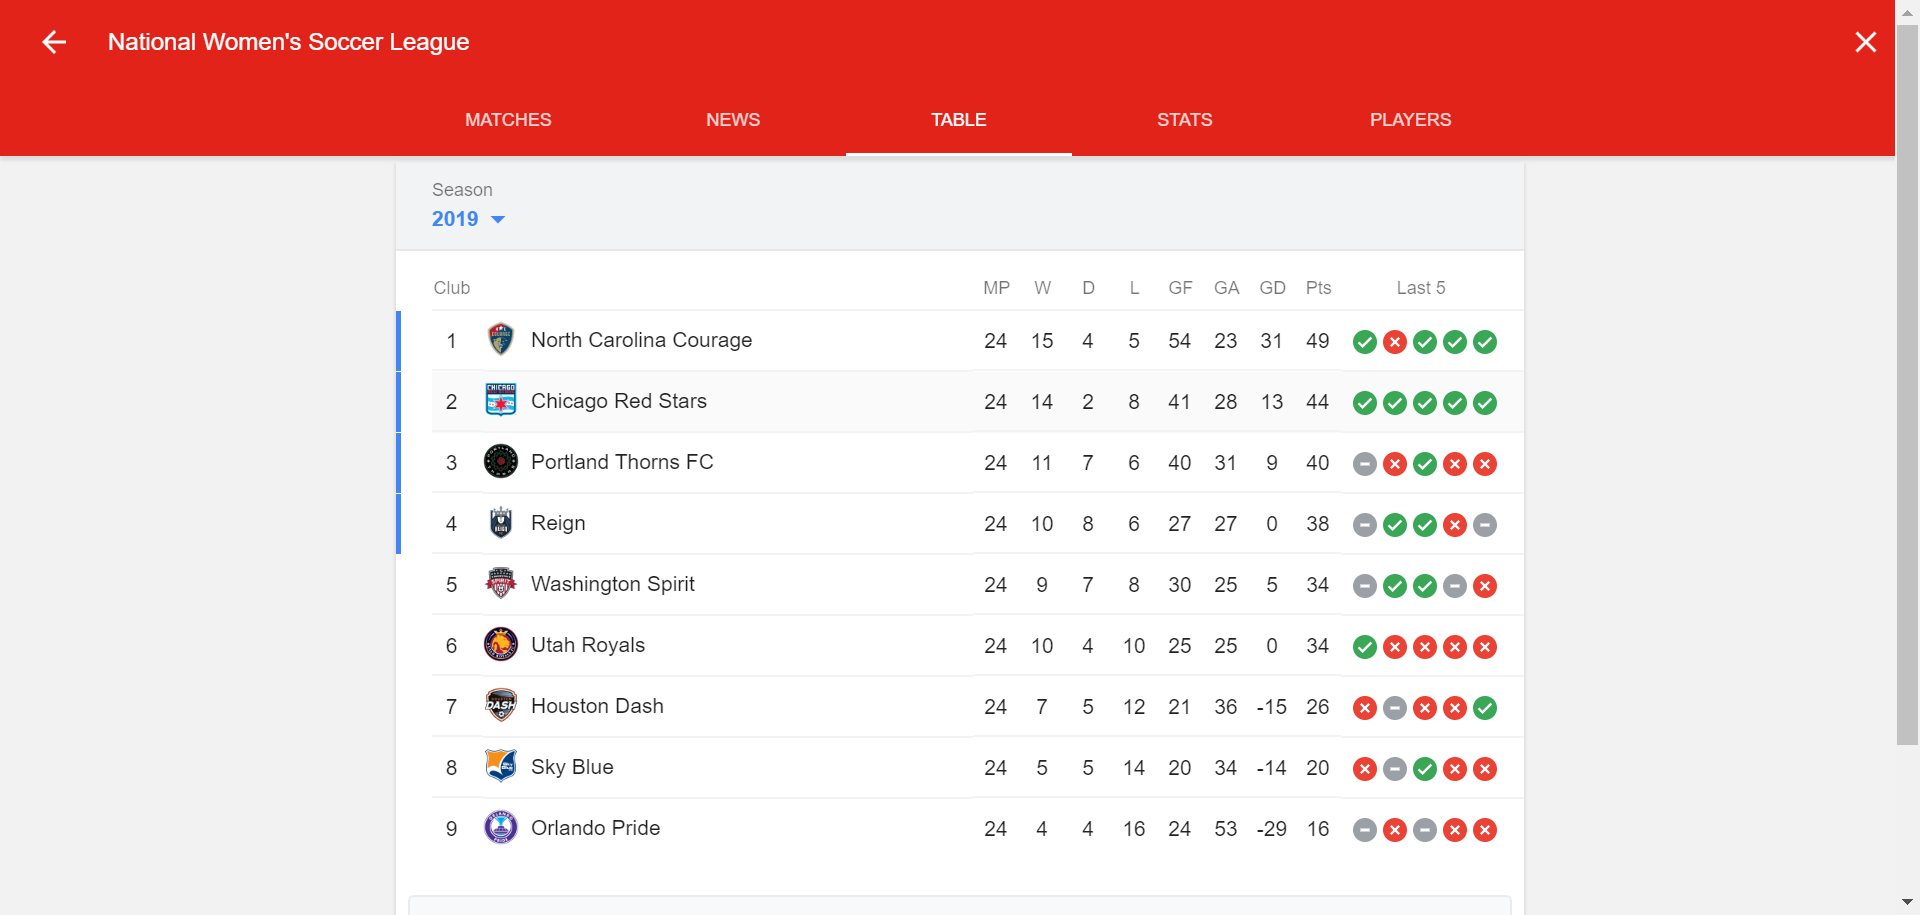 National Women's Soccer League
MATCHES NEWS TABLE STATS PLAYERS
Season
2019
Club MP W D L GF GA GD Pts Last 5
1 North Carolina Courage 24 15 4 5 54 23 31 49
2 CHICAGO Chicago Red Stars 24 14 2 8 41 28 13 44
3 Portland Thorns FC 24 11 7 6 40 31 9 40
4 REIGN Reign 24 10 8 6 27 27 0 38
5 SPIRIT Washington Spirit 24 9 7 8 30 25 5 34
6 Utah Royals 24 10 4 10 25 25 0 34
7 DASH Houston Dash 24 7 5 12 21 36 -15 26
8 Sky Blue 24 5 5 14 20 34 -14 20
9 Orlando Pride 24 4 4 16 24 53 -29 16